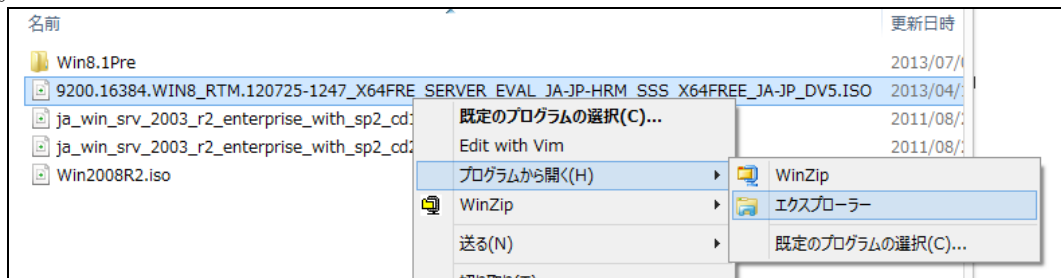 名前 更新日時
Win8.1Pre 2013/07/
9200.16384.WIN8_RTM.120725-1247_X64FRE_SERVER_EVAL_JA-JP-HRM_SSS_X64FREE_JA-JP_DV5.ISO 2013/04/
ja_win_srv_2003_r2_enterprise_with_sp2_cd1 2011/08/
ja_win_srv_2003_r2_enterprise_with_sp2_cd2 2011/08/
Win2008R2.iso
既定のプログラムの選択(C)...
Edit with Vim
プログラムから開く(H)
WinZip
送る(N)
WinZip
エクスプローラー
既定のプログラムの選択(C)...